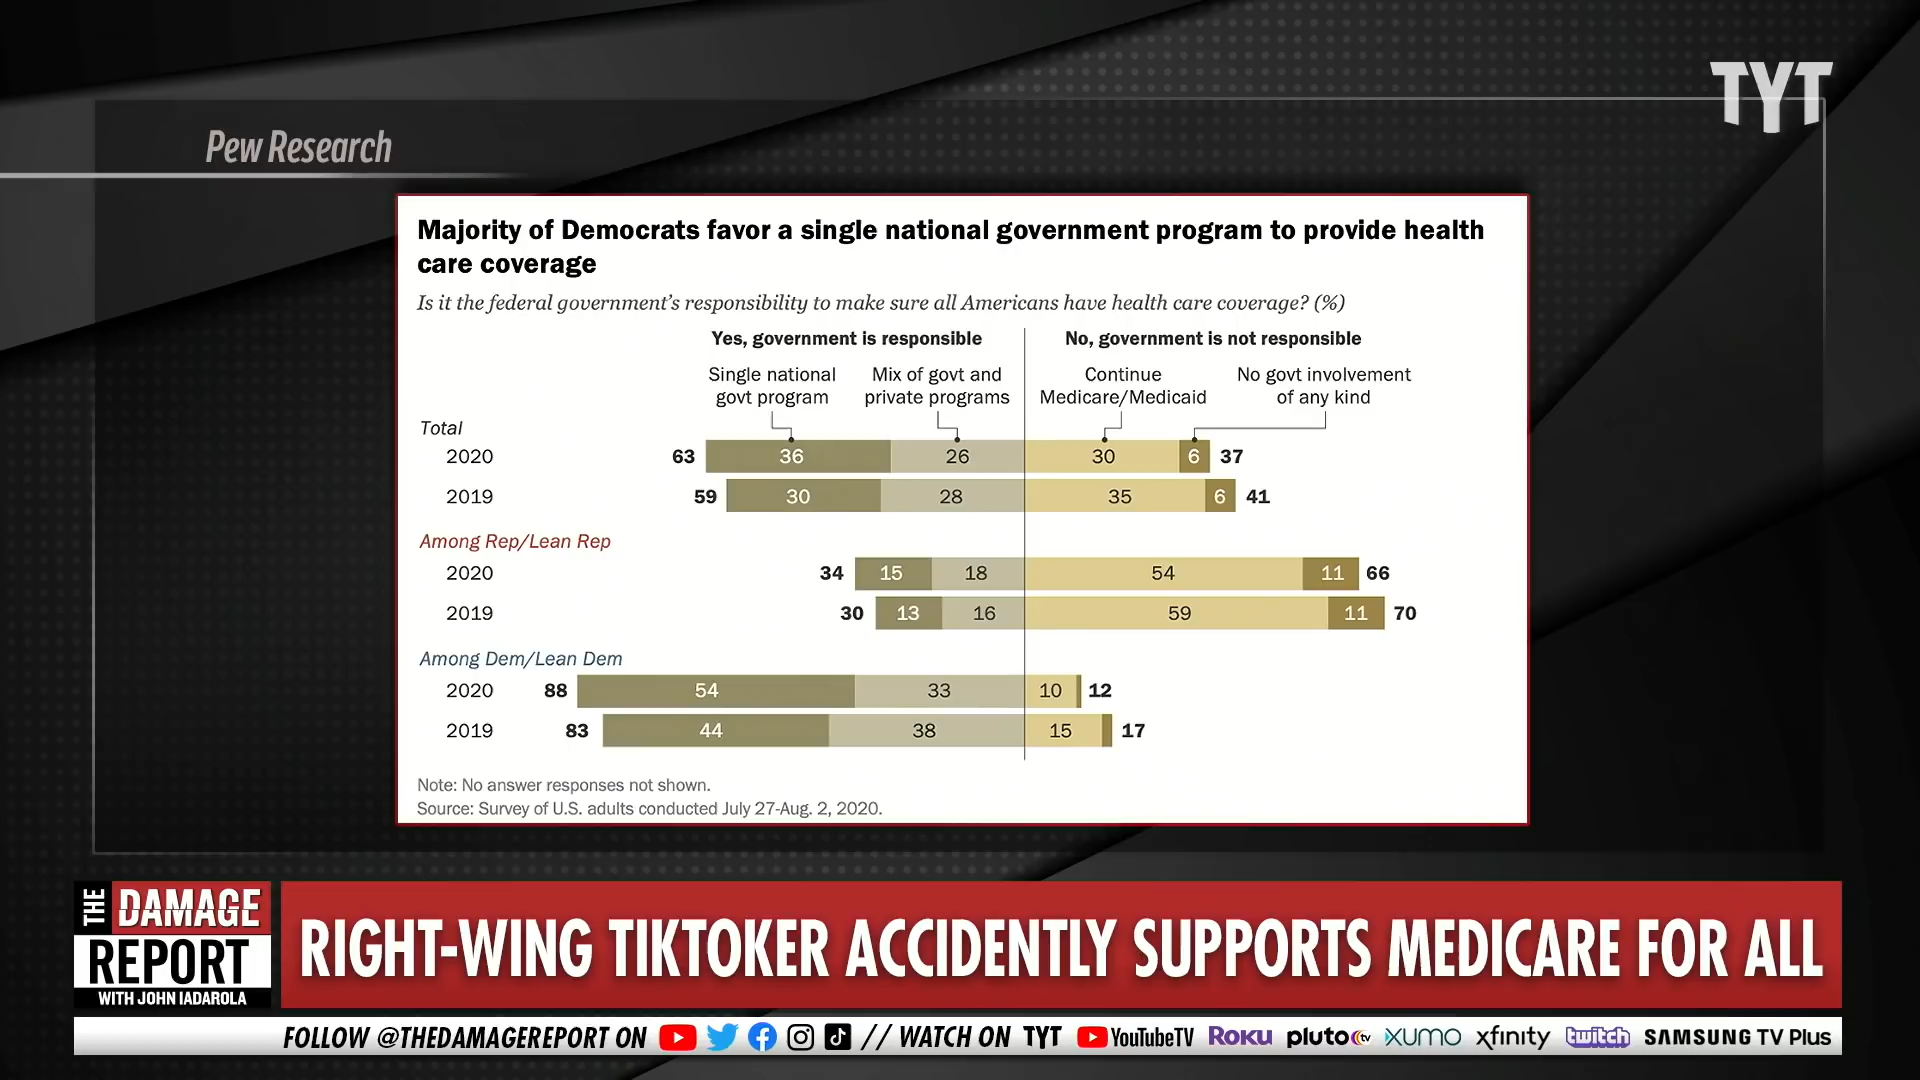 TYT
Pew Research
Majority of Democrats favor a single national government program to provide health
care coverage
Is it the federal government's responsibility to make sure all Americans have health care coverage? (%)
Yes, government is responsible
No, government is not responsible
Single national
govt program
Mix of govt and
private programs
Continue
Medicare/Medicaid
No govt involvement
of any kind
Total
2020 63 36 26 30 6 37
2019 59 30 28 35 6 41
Among Rep/Lean Rep
2020 34 15 18 54 11 66
2019 30 13 16 59 11 70
Among Dem/Lean Dem
2020 88 54 33 10 12
2019 83 44 38 15 17
Note: No answer responses not shown.
Source: Survey of U.S. adults conducted July 27-Aug. 2, 2020.
THE DAMAGE
REPORT
WITH JOHN IADAROLA
RIGHT-WING TIKTOKER ACCIDENTLY SUPPORTS MEDICARE FOR ALL
FOLLOW @THEDAMAGEREPORT ON // WATCH ON TYT YouTubeTV Roku pluto tv xumo xfinity twitch SAMSUNG TV Plus